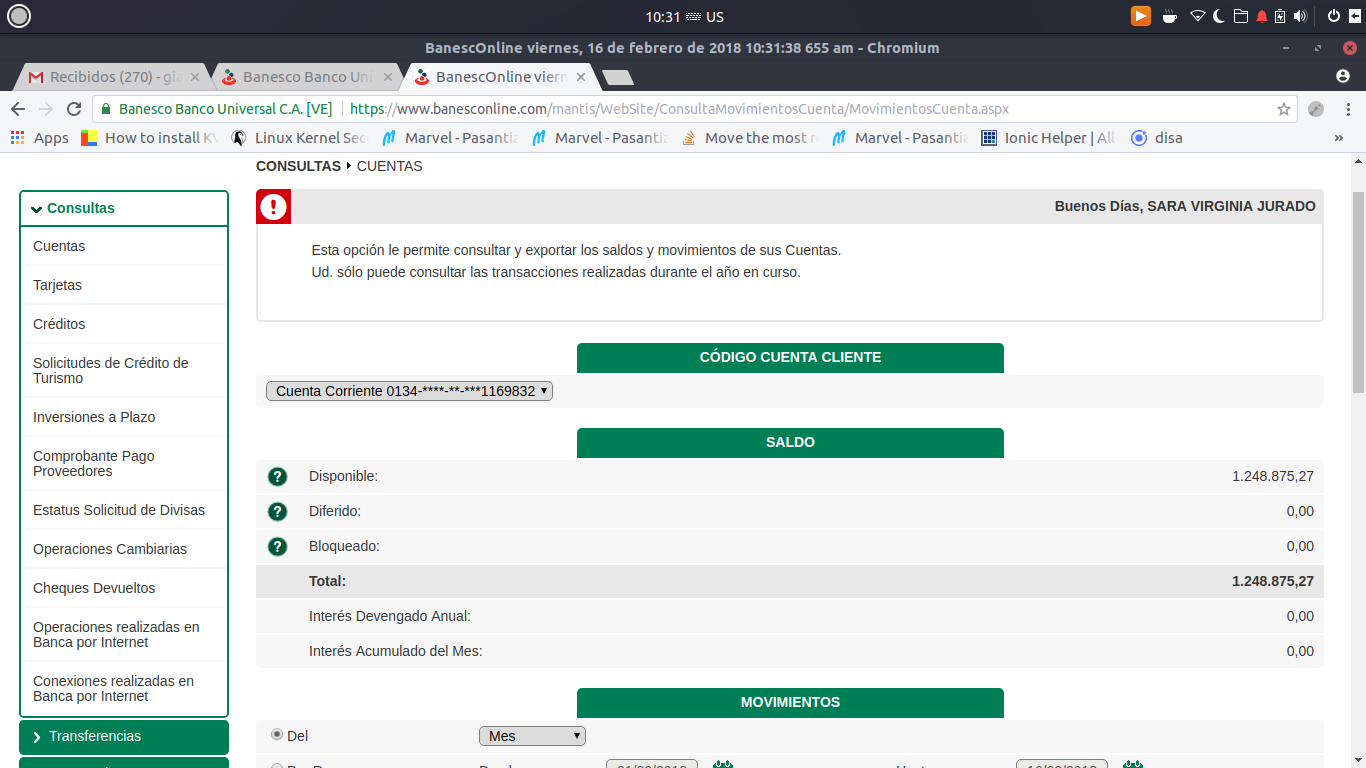 10:31 US
BanescOnline viernes, 16 de febrero de 2018 10:31:38 655 am - Chromium
Recibidos (270) - gia
Banesco Banco Uni
BanescOnline viern
Banesco Banco Universal C.A. [VE]
https://www.banesconline.com/mantis/WebSite/ConsultaMovimientosCuenta/MovimientosCuenta.aspx
Apps
How to install KV
Linux Kernel Sec
Marvel - Pasantia
Marvel - Pasantia
Move the most r
Marvel - Pasantia
Ionic Helper | All
disa
»
CONSULTAS CUENTAS
Consultas
Cuentas
Tarjetas
Créditos
Solicitudes de Crédito de
Turismo
Inversiones a Plazo
Comprobante Pago
Proveedores
Estatus Solicitud de Divisas
Operaciones Cambiarias
Cheques Devueltos
Operaciones realizadas en
Banca por Internet
Conexiones realizadas en
Banca por Internet
Transferencias
Buenos Días, SARA VIRGINIA JURADO
Esta opción le permite consultar y exportar los saldos y movimientos de sus Cuentas.
Ud. sólo puede consultar las transacciones realizadas durante el año en curso.
CÓDIGO CUENTA CLIENTE
Cuenta Corriente 0134-****-**-***1169832
SALDO
Disponible: 1.248.875,27
Diferido: 0,00
Bloqueado: 0,00
Total: 1.248.875,27
Interés Devengado Anual: 0,00
Interés Acumulado del Mes: 0,00
MOVIMIENTOS
Del Mes